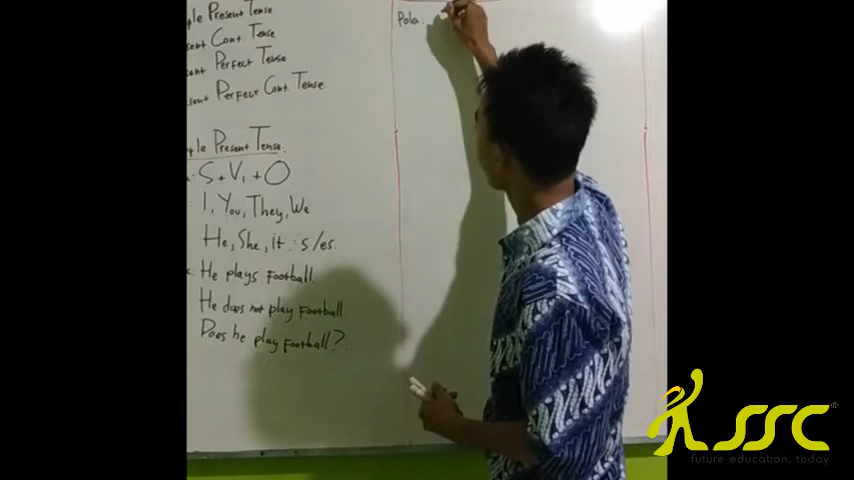 ple Present Tense
sent Cont. Tense
sent Perfect Tense
esent Perfect Cont. Tense
ple Present Tense.
: S + V1 + O
I, You, They, We
He, She, it : s/es.
: He plays Football.
He does not play Football
Does he play Football?
Pola :
SSC
future education, today